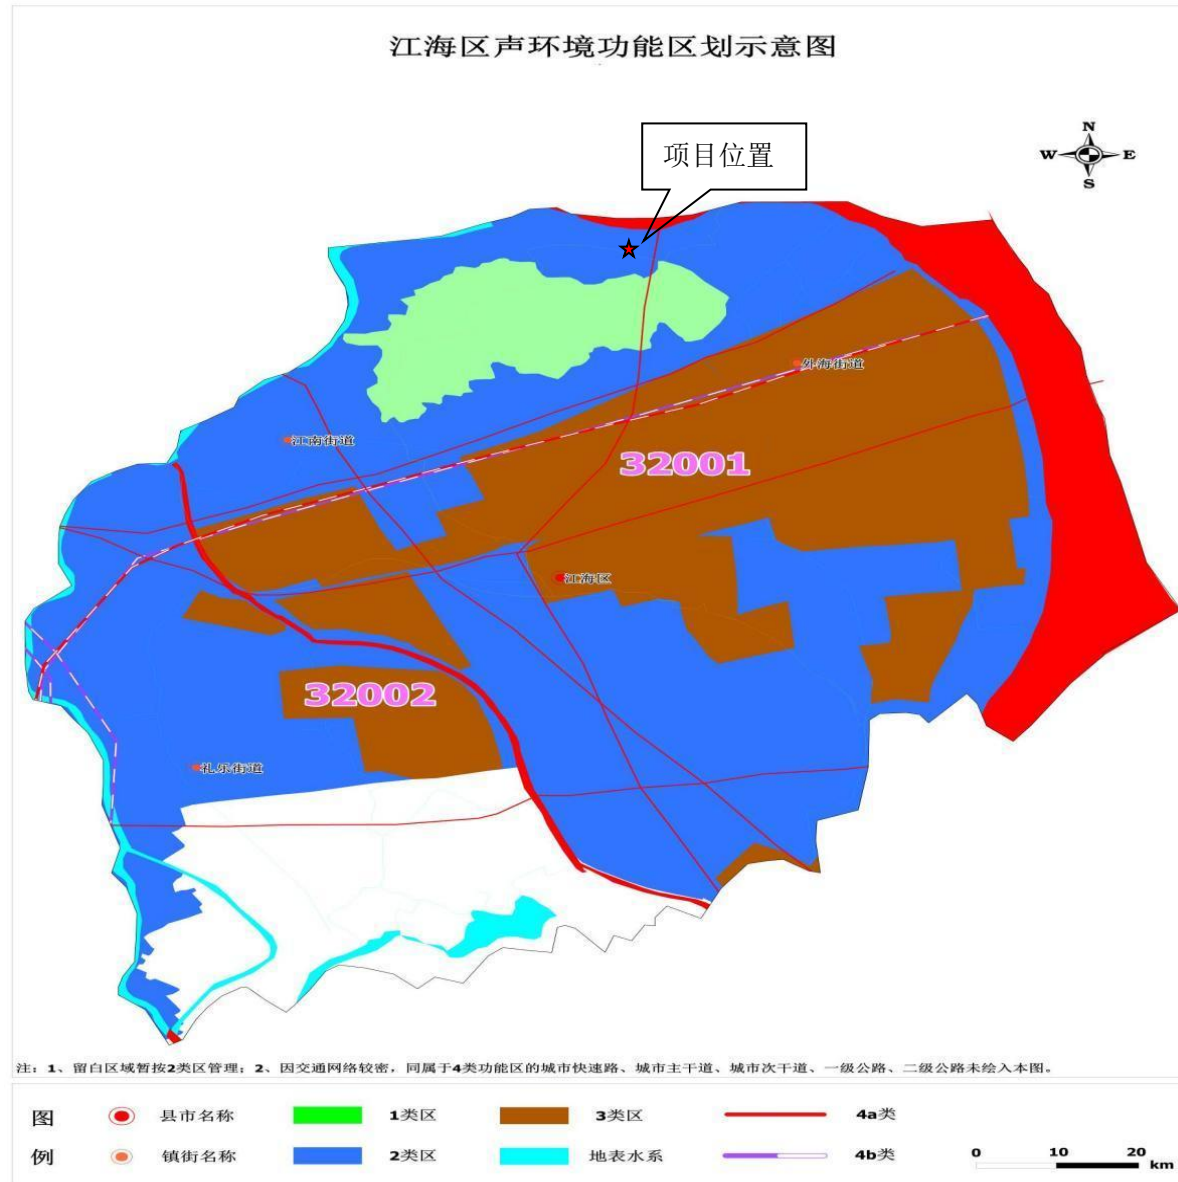 江海区声环境功能区划示意图
项目位置
N
W E
S
外海街道
江南街道
32001
江海区
32002
礼乐街道
注：1、留白区域暂按2类区管理；2、因交通网络较密，同属于4类功能区的城市快速路、城市主干道、城市次干道、一级公路、二级公路未绘入本图。
图 县市名称 1类区 3类区 4a类
例 镇街名称 2类区 地表水系 4b类
0 10 20
km